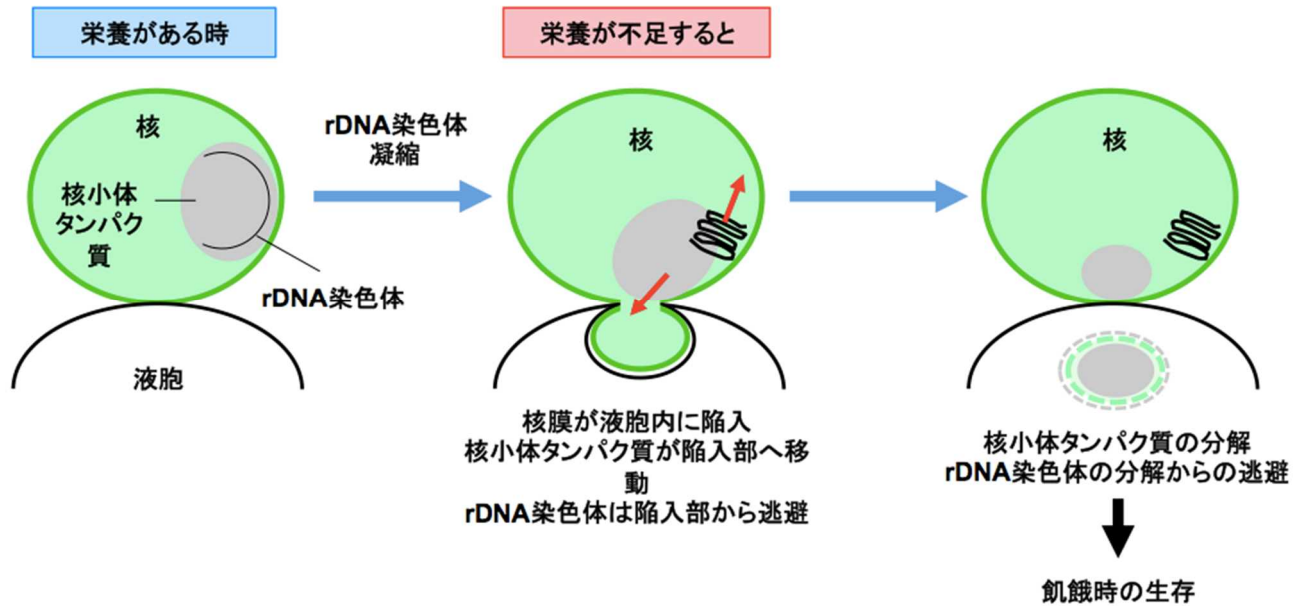 栄養がある時
栄養が不足すると
核
核小体
タンパク
質
rDNA染色体
液胞
rDNA染色体
凝縮
核
核膜が液胞内に陥入
核小体タンパク質が陥入部へ移
動
rDNA染色体は陥入部から逃避
核
核小体タンパク質の分解
rDNA染色体の分解からの逃避
飢餓時の生存